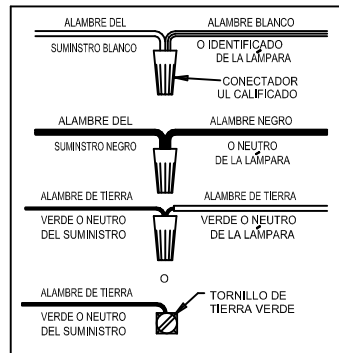 ALAMBRE DEL
SUMINSTRO BLANCO
ALAMBRE BLANCO
O IDENTIFICADO
DE LA LÁMPARA
CONECTADOR
UL CALIFICADO
ALAMBRE DEL
SUMINSTRO NEGRO
ALAMBRE NEGRO
O NEUTRO
DE LA LÁMPARA
ALAMBRE DE TIERRA
VERDE O NEUTRO
DEL SUMINISTRO
ALAMBRE DE TIERRA
VERDE O NEUTRO
DE LA LÁMPARA
O
ALAMBRE DE TIERRA
VERDE O NEUTRO
DEL SUMINISTRO
TORNILLO DE
TIERRA VERDE